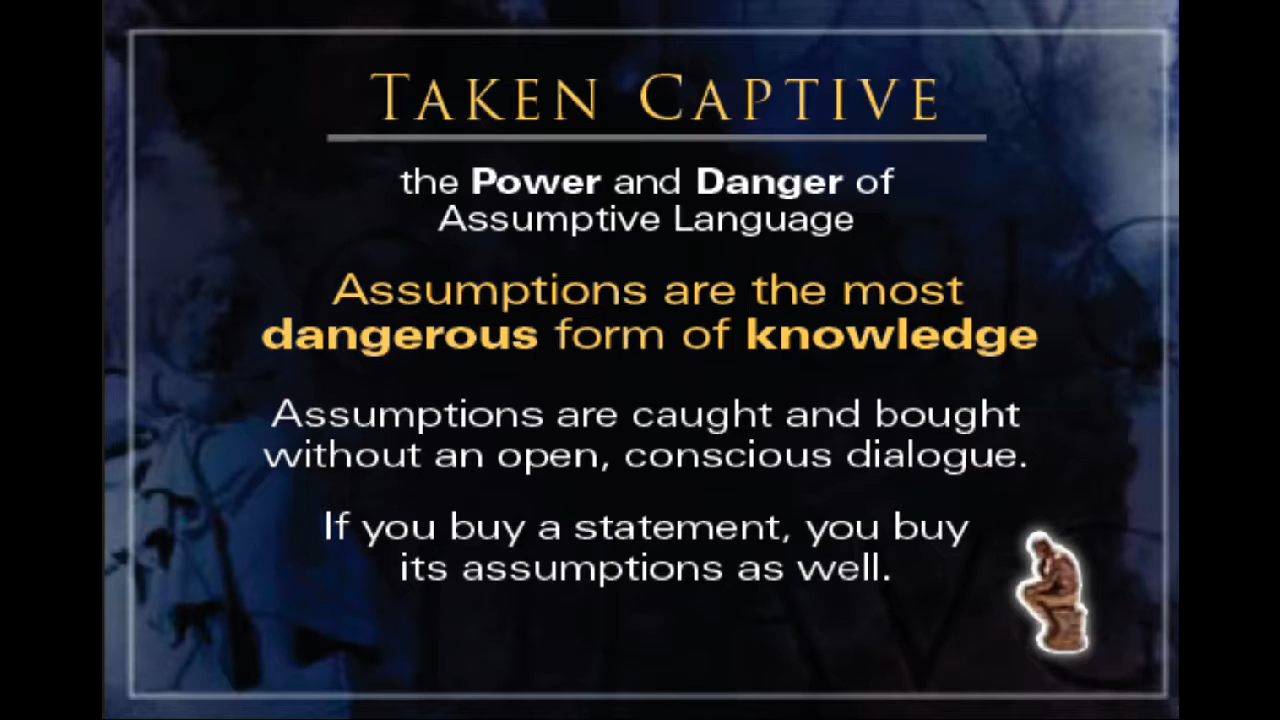 TAKEN CAPTIVE
the Power and Danger of
Assumptive Language
Assumptions are the most
dangerous form of knowledge
Assumptions are caught and bought
without an open, conscious dialogue.
If you buy a statement, you buy
its assumptions as well.